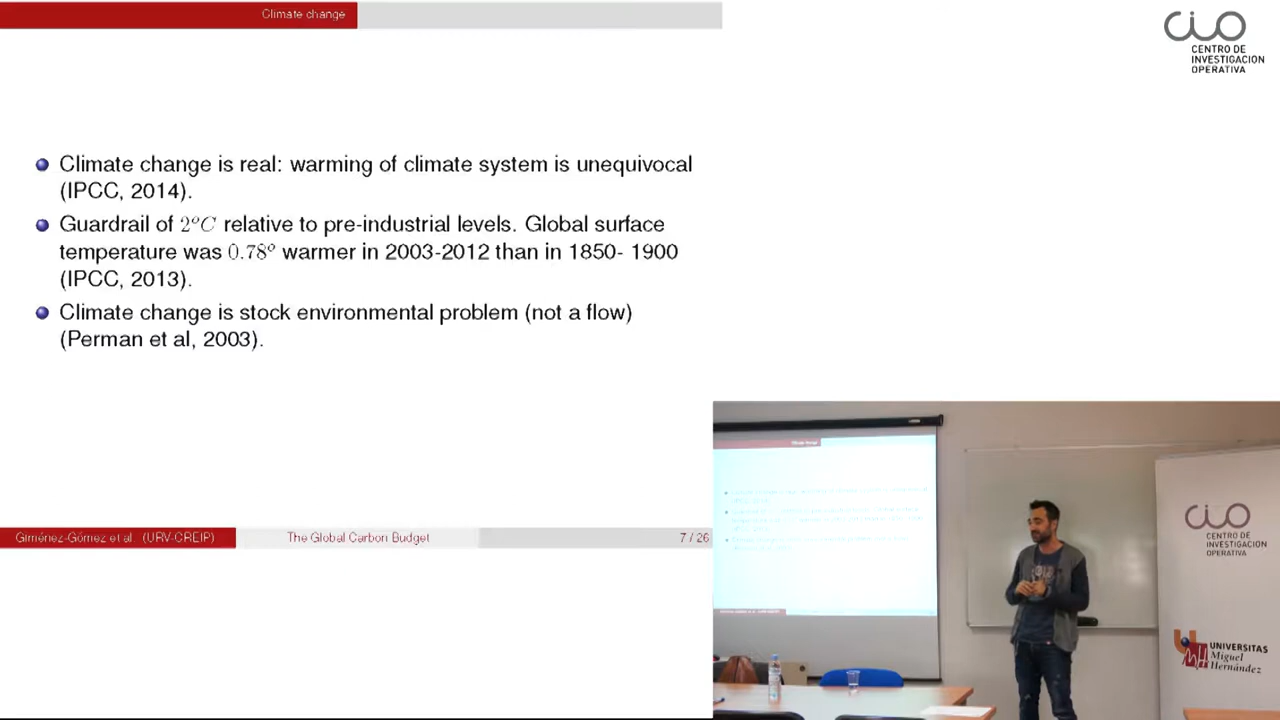 Climate change
CIO
CENTRO DE
INVESTIGACION
OPERATIVA
Climate change is real: warming of climate system is unequivocal
(IPCC, 2014).
Guardrail of 2ºC relative to pre-industrial levels. Global surface
temperature was 0.78º warmer in 2003-2012 than in 1850- 1900
(IPCC, 2013).
Climate change is stock environmental problem (not a flow)
(Perman et al, 2003).
Giménez-Gómez et al. (URV-CREIP)
The Global Carbon Budget
7 / 26
CIO
CENTRO DE
INVESTIGACION
OPERATIVA
UNIVERSITAS
Miguel
Hernández